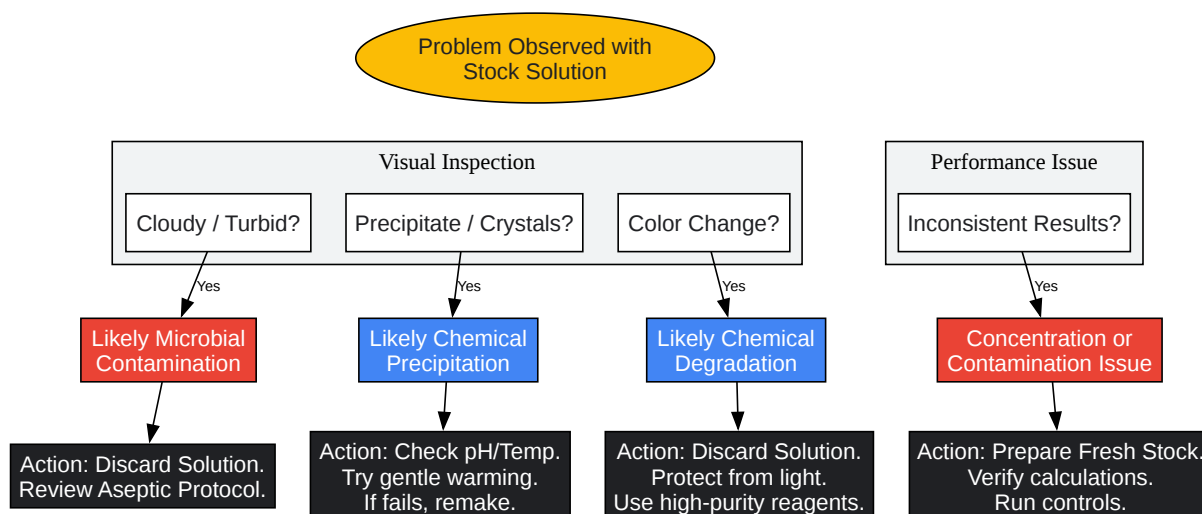 Problem Observed with
Stock Solution
Visual Inspection
Performance Issue
Cloudy / Turbid?
Precipitate / Crystals?
Color Change?
Inconsistent Results?
Yes
Yes
Yes
Yes
Likely Microbial
Contamination
Likely Chemical
Precipitation
Likely Chemical
Degradation
Concentration or
Contamination Issue
Action: Discard Solution.
Review Aseptic Protocol.
Action: Check pH/Temp.
Try gentle warming.
If fails, remake.
Action: Discard Solution.
Protect from light.
Use high-purity reagents.
Action: Prepare Fresh Stock.
Verify calculations.
Run controls.